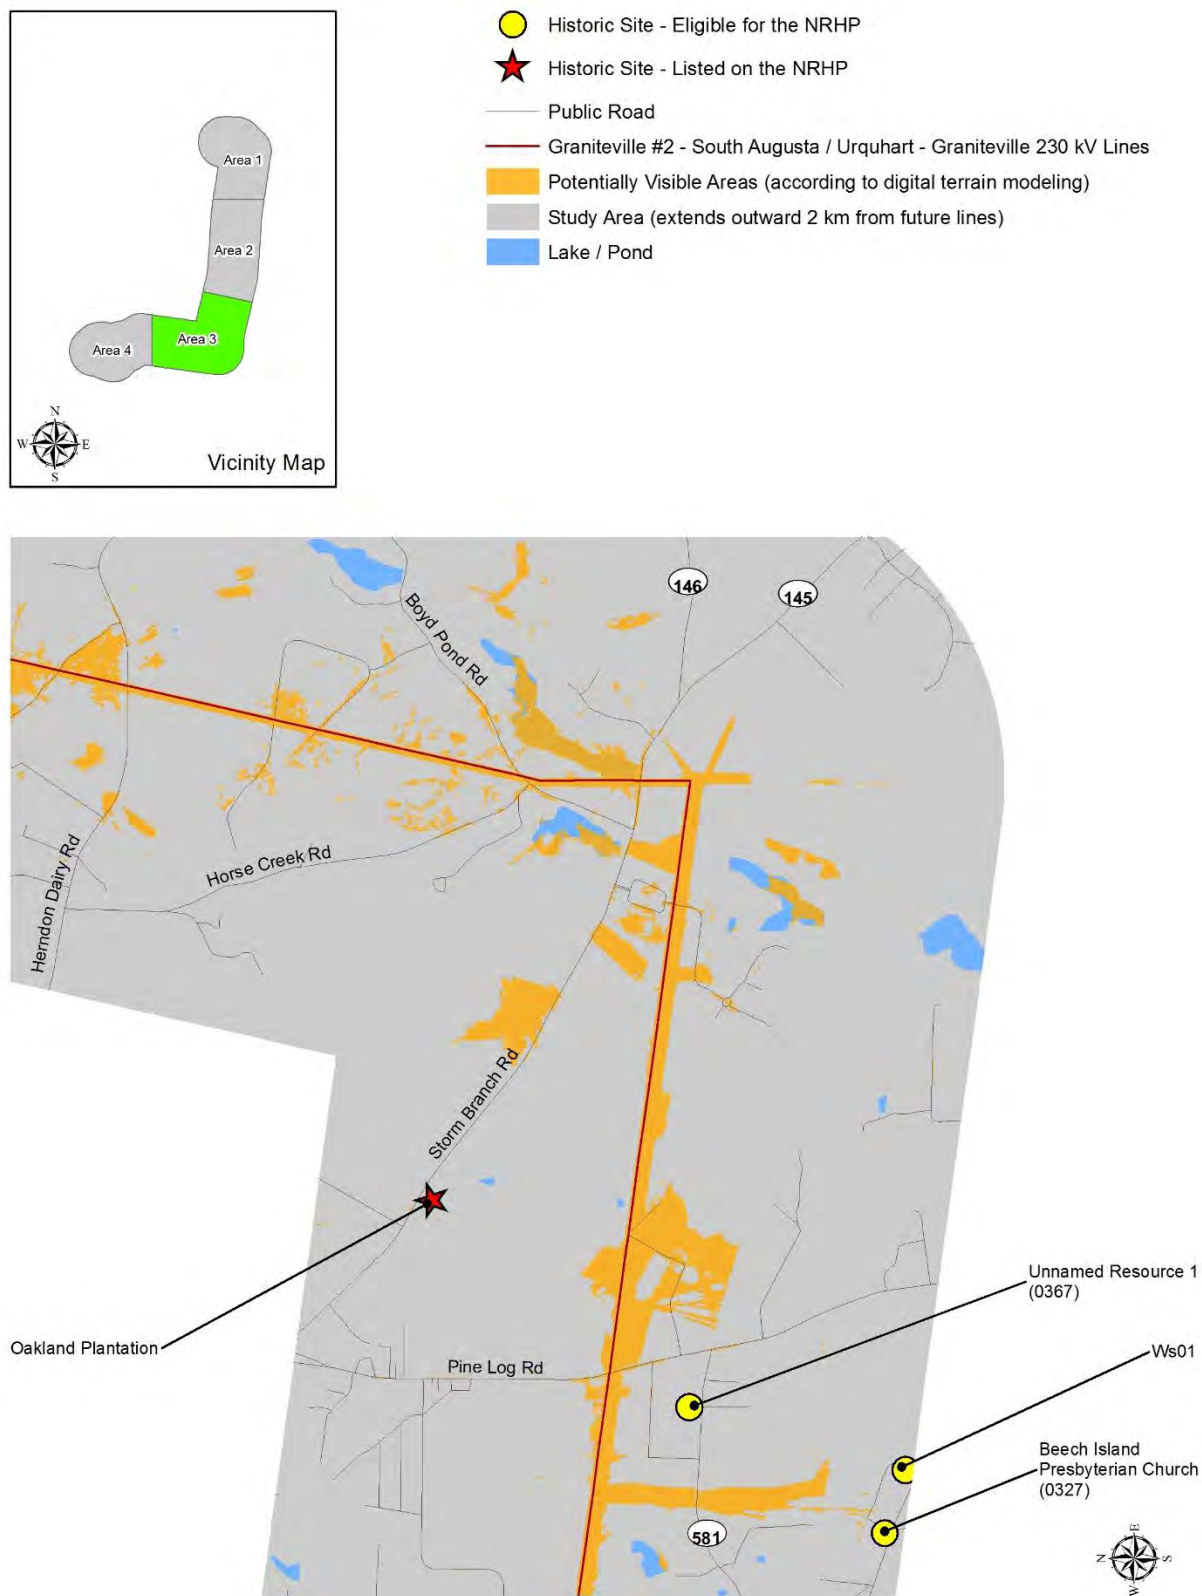 Historic Site - Eligible for the NRHP
Historic Site - Listed on the NRHP
Public Road
Graniteville #2 - South Augusta / Urquhart - Graniteville 230 kV Lines
Potentially Visible Areas (according to digital terrain modeling)
Study Area (extends outward 2 km from future lines)
Lake / Pond
Area 1
Area 2
Area 3
Area 4
N
W
E
S
Vicinity Map
146
145
Boyd Pond Rd
Horse Creek Rd
Herndon Dairy Rd
Storm Branch Rd
Unnamed Resource 1
(0367)
Oakland Plantation
Ws01
Pine Log Rd
Beech Island
Presbyterian Church
(0327)
581
E
N
S
W